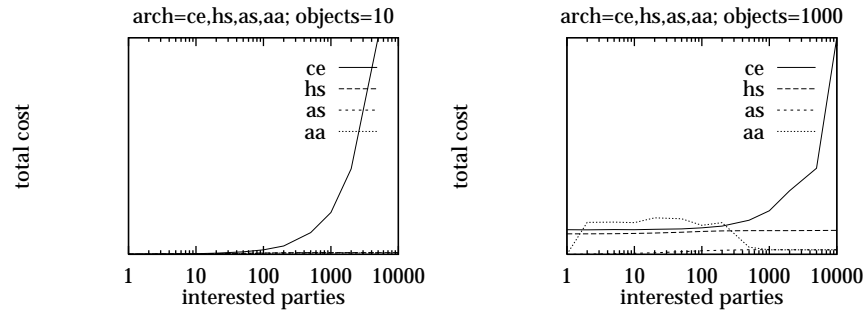 arch=ce,hs,as,aa; objects=10
ce
hs
as
aa
total cost
1 10 100 1000 10000
interested parties
arch=ce,hs,as,aa; objects=1000
ce
hs
as
aa
total cost
1 10 100 1000 10000
interested parties